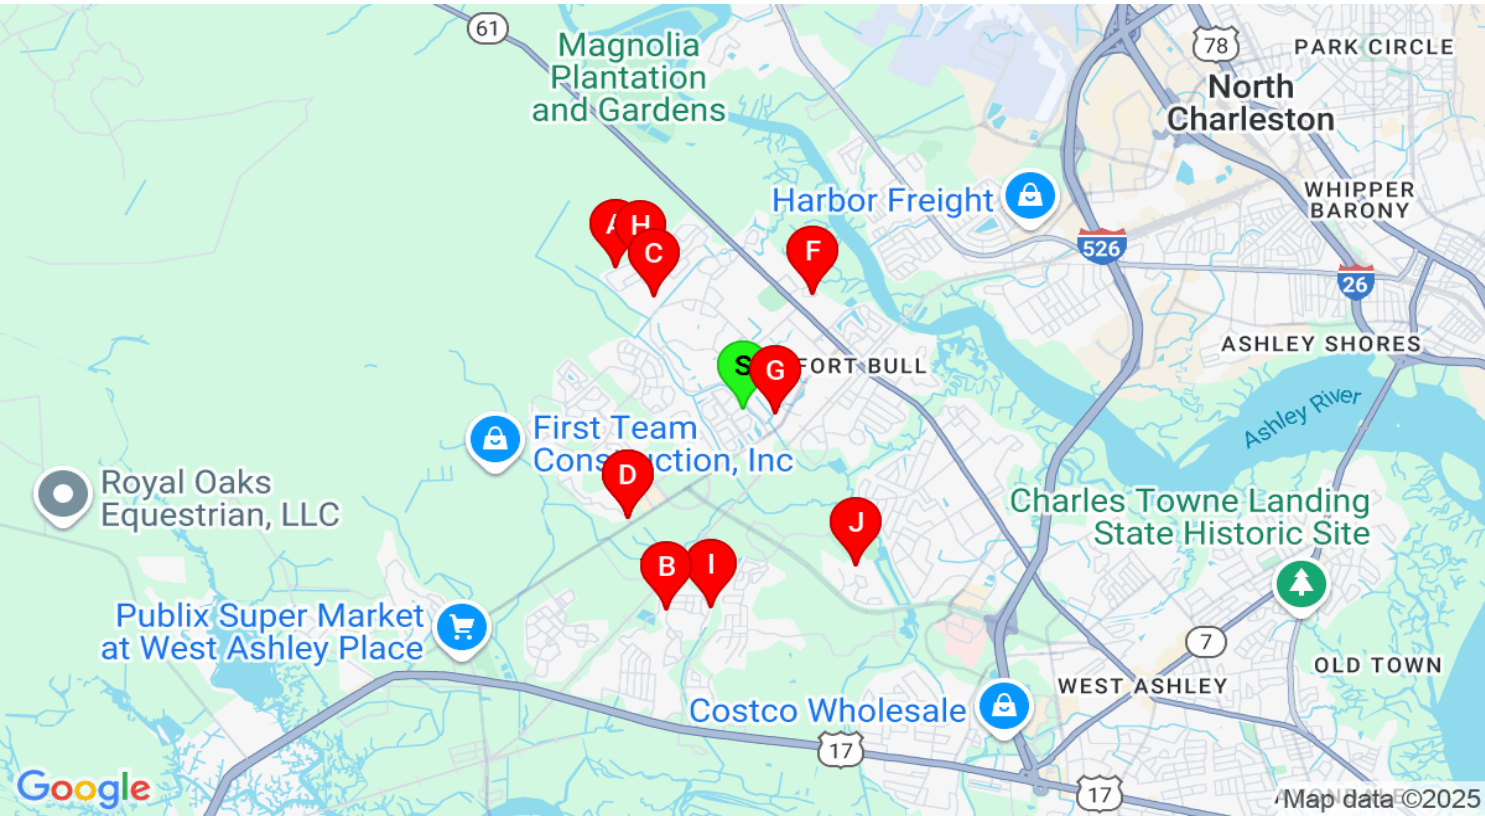 61
78
PARK CIRCLE
Magnolia
Plantation
and Gardens
North
Charleston
WHIPPER
BARONY
Harbor Freight
526
26
A
H
C
F
ASHLEY SHORES
S
G
FORT BULL
Ashley River
First Team
Construction, Inc
D
Royal Oaks
Equestrian, LLC
Charles Towne Landing
State Historic Site
J
B
I
Publix Super Market
at West Ashley Place
7
OLD TOWN
WEST ASHLEY
Costco Wholesale
17
17
Google
Map data ©2025